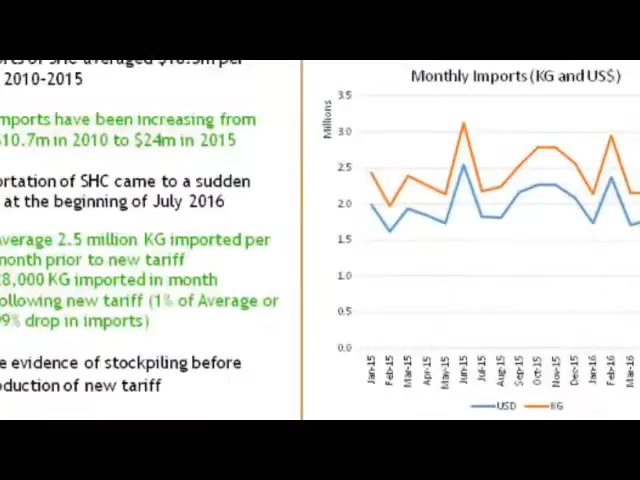 averaged $18.5m per
2010-2015
mports have been increasing from
$10.7m in 2010 to $24m in 2015
ortation of SHC came to a sudden
at the beginning of July 2016
Average 2.5 million KG imported per
month prior to new tariff
28,000 KG imported in month
following new tariff (1% of Average or
99% drop in imports)
e evidence of stockpiling before
oduction of new tariff
Monthly Imports (KG and US$)
Millions
3.5
3.0
2.5
2.0
1.5
1.0
0.5
0.0
Jan-15
Feb-15
Mar-15
Apr-15
May-15
Jun-15
Jul-15
Aug-15
Sep-15
Oct-15
Nov-15
Dec-15
Jan-16
Feb-16
Mar-16
USD
KG